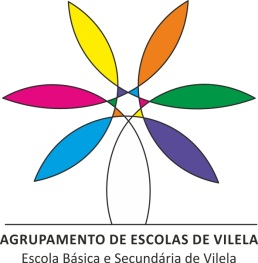 AGRUPAMENTO DE ESCOLAS DE VILELA
Escola Básica e Secundária de Vilela